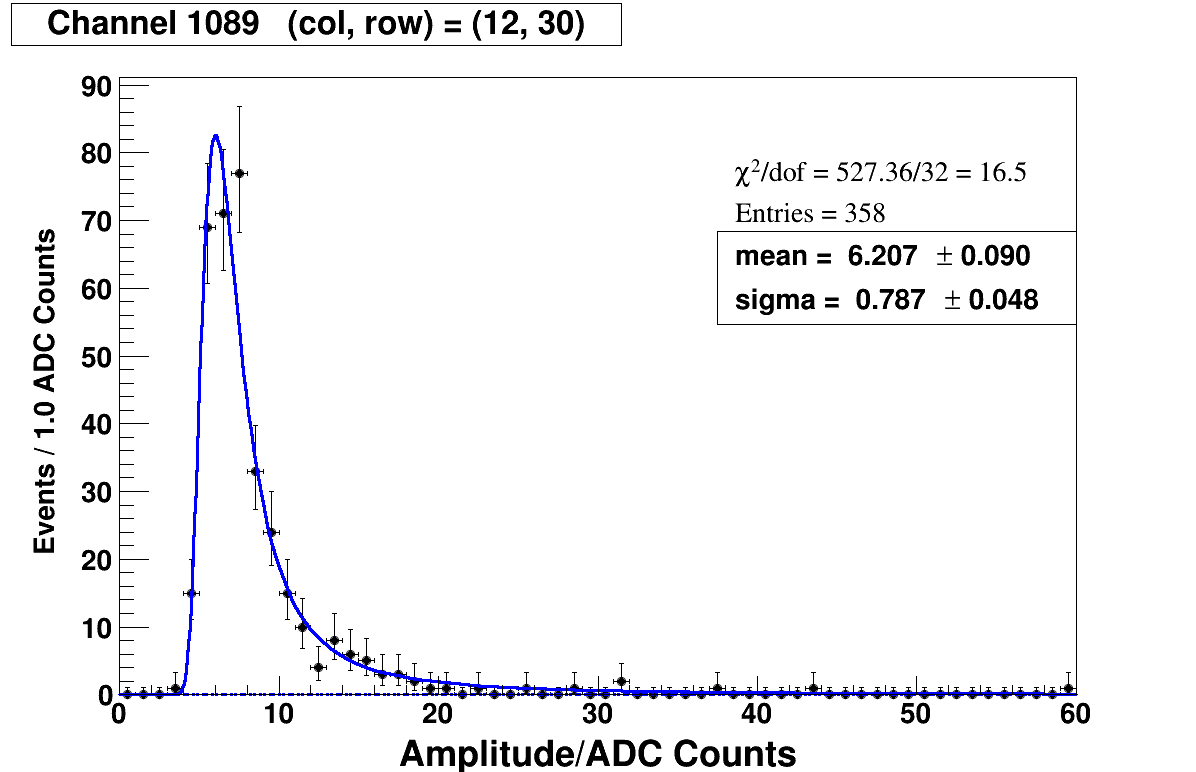 Channel 1089 (col, row) = (12, 30)
90
80
70
60
50
40
30
20
10
0
Events / 1.0 ADC Counts
χ²/dof = 527.36/32 = 16.5
Entries = 358
mean = 6.207 ± 0.090
sigma = 0.787 ± 0.048
0 10 20 30 40 50 60
Amplitude/ADC Counts